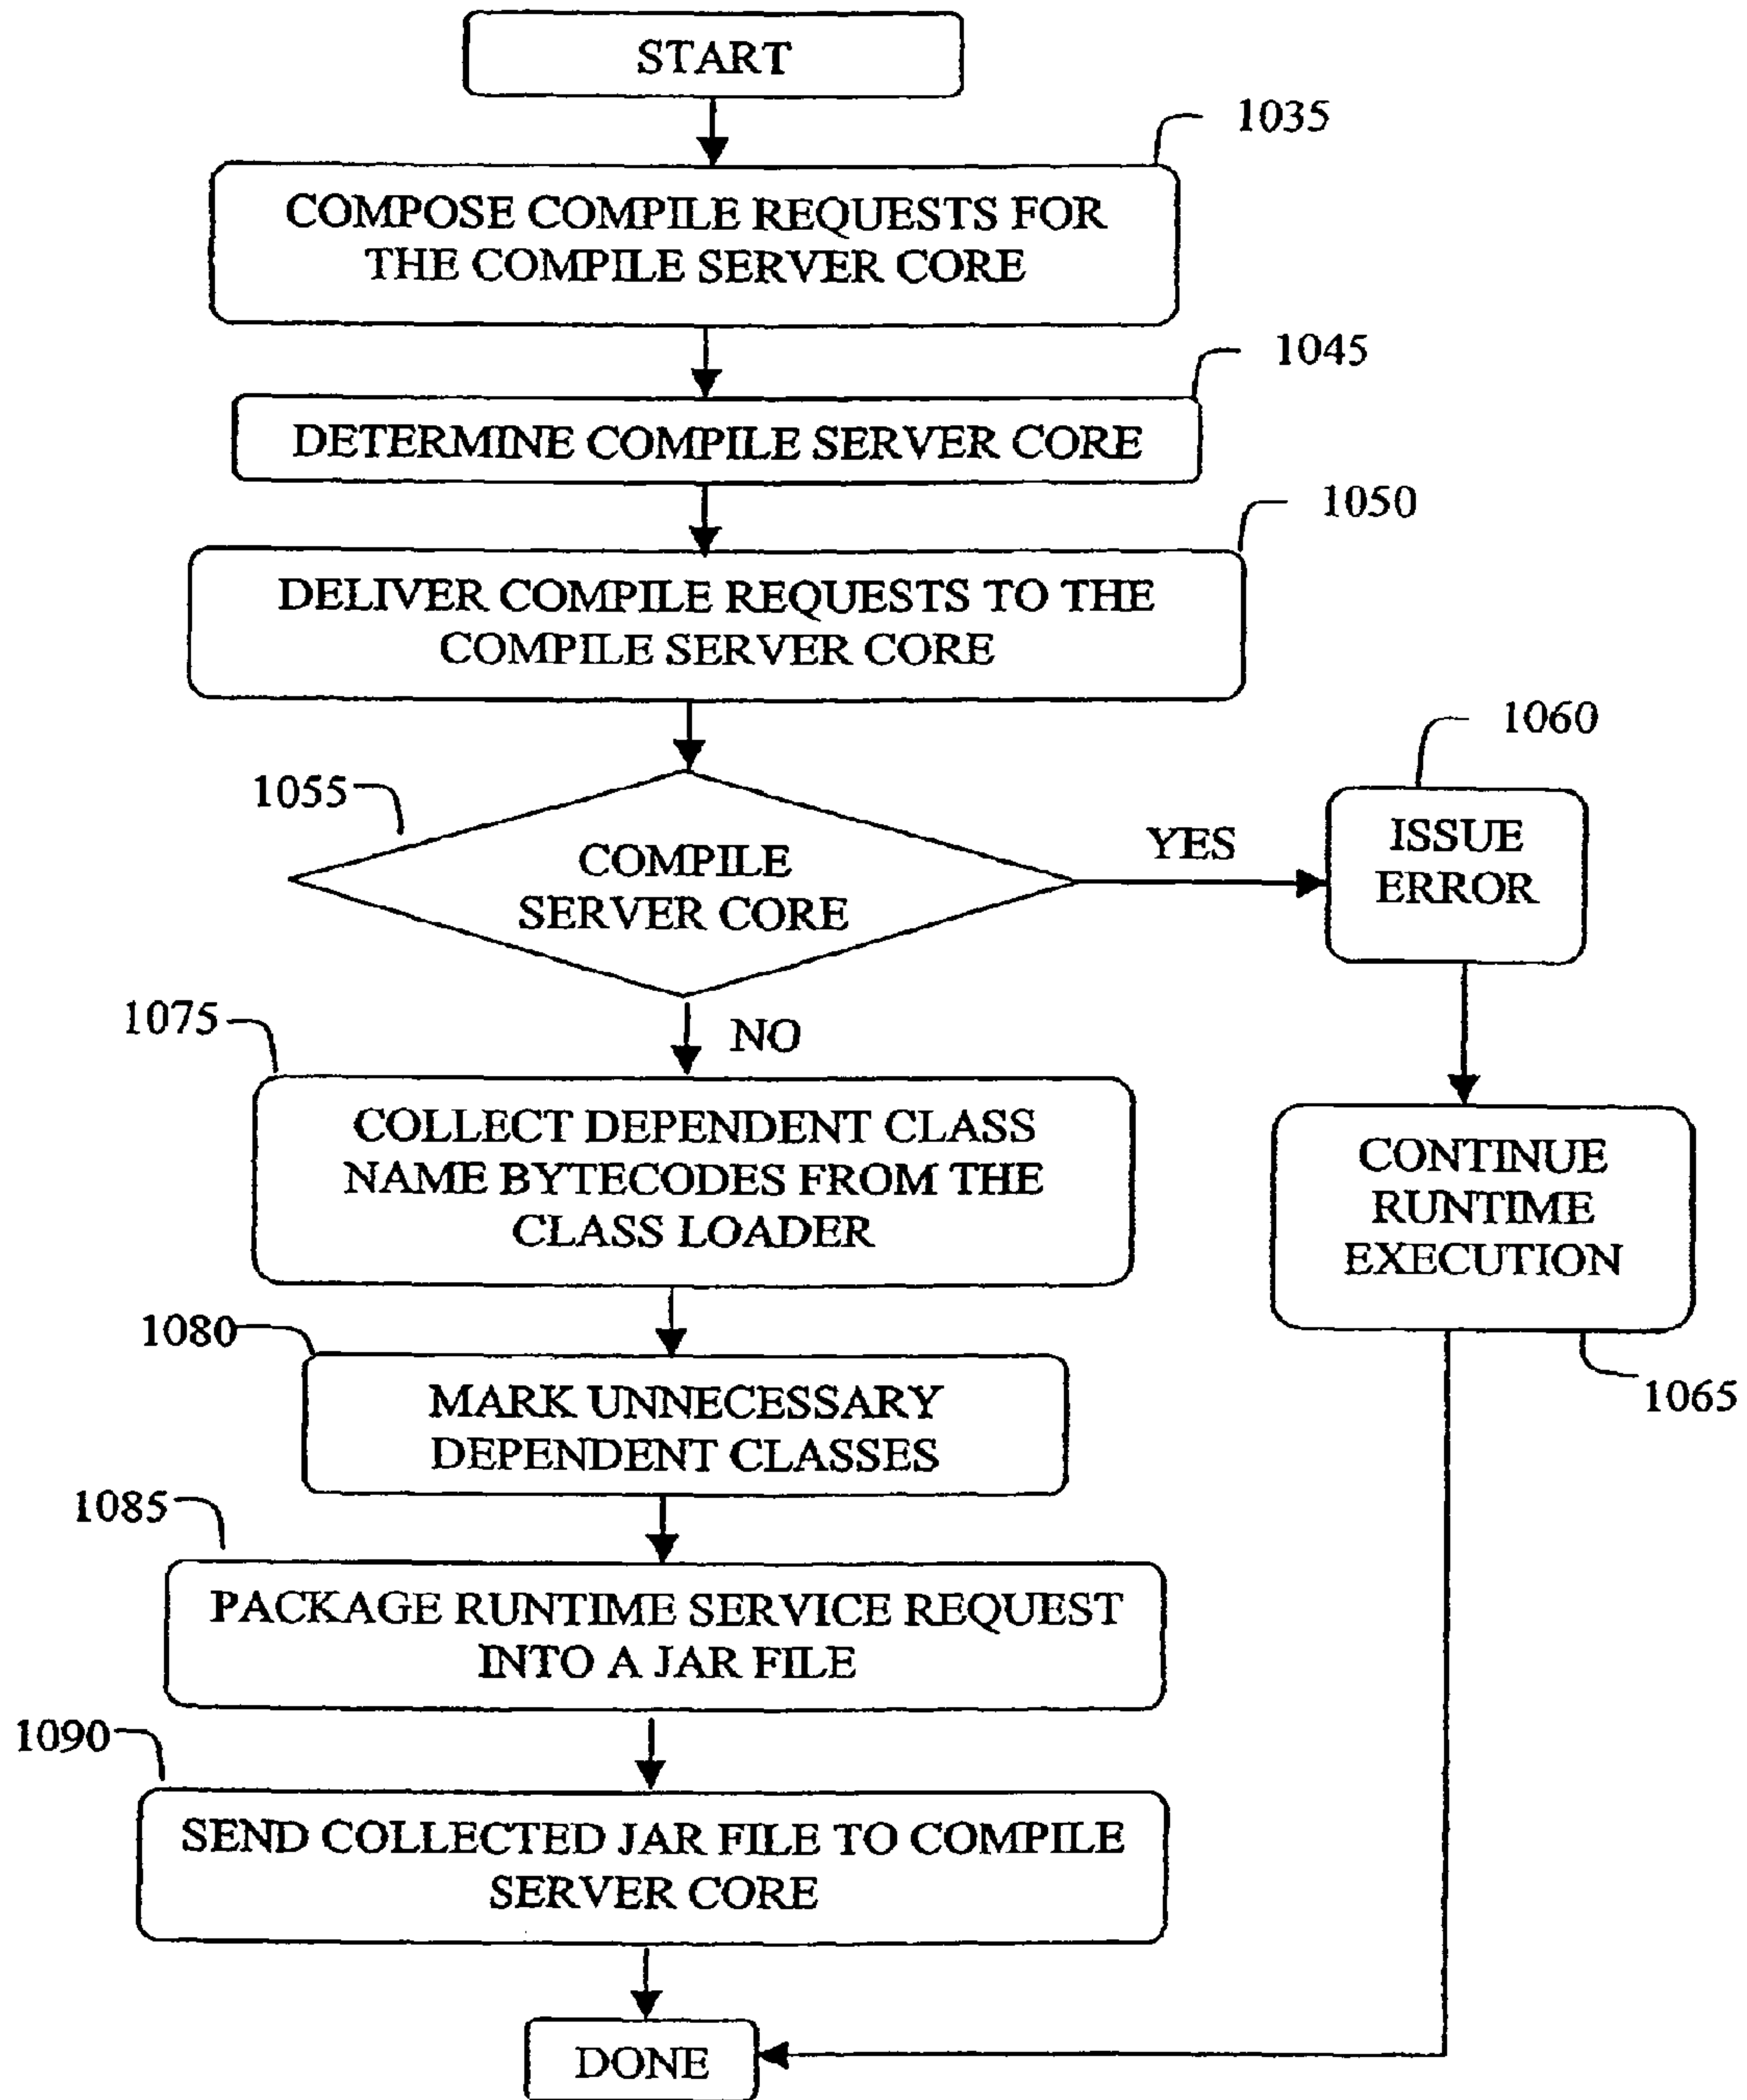 START
1035
COMPOSE COMPILE REQUESTS FOR
THE COMPILE SERVER CORE
1045
DETERMINE COMPILE SERVER CORE
1050
DELIVER COMPILE REQUESTS TO THE
COMPILE SERVER CORE
1055
COMPILE
SERVER CORE
YES
1060
ISSUE
ERROR
NO
1075
COLLECT DEPENDENT CLASS
NAME BYTECODES FROM THE
CLASS LOADER
CONTINUE
RUNTIME
EXECUTION
1065
1080
MARK UNNECESSARY
DEPENDENT CLASSES
1085
PACKAGE RUNTIME SERVICE REQUEST
INTO A JAR FILE
1090
SEND COLLECTED JAR FILE TO COMPILE
SERVER CORE
DONE